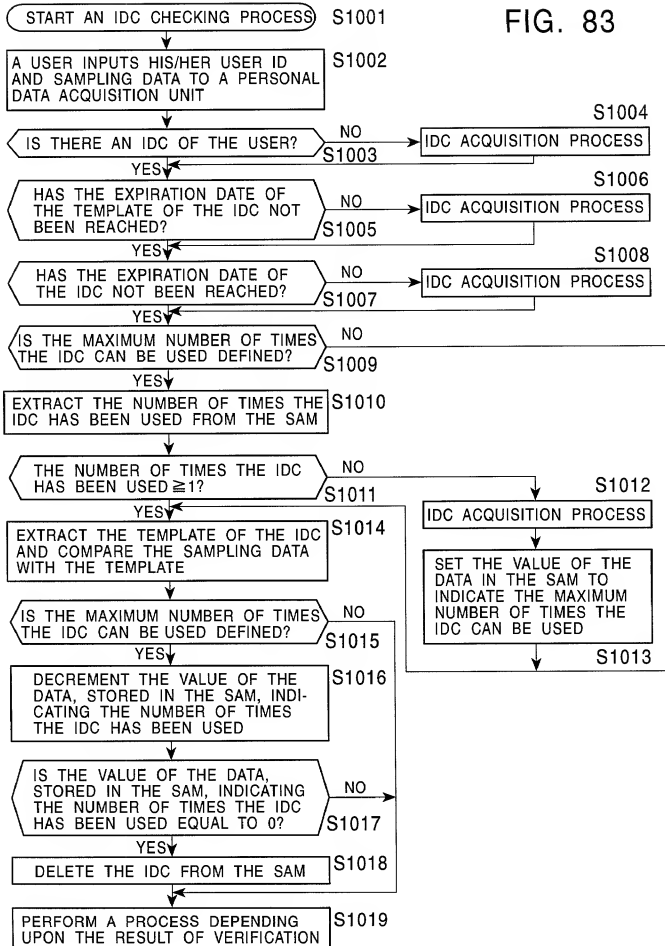 START AN IDC CHECKING PROCESS
S1001
FIG. 83
A USER INPUTS HIS/HER USER ID
AND SAMPLING DATA TO A PERSONAL
DATA ACQUISITION UNIT
S1002
IS THERE AN IDC OF THE USER?
NO
S1003
YES
S1004
IDC ACQUISITION PROCESS
HAS THE EXPIRATION DATE OF
THE TEMPLATE OF THE IDC NOT
BEEN REACHED?
NO
S1005
YES
S1006
IDC ACQUISITION PROCESS
HAS THE EXPIRATION DATE OF
THE IDC NOT BEEN REACHED?
NO
S1007
YES
S1008
IDC ACQUISITION PROCESS
IS THE MAXIMUM NUMBER OF TIMES
THE IDC CAN BE USED DEFINED?
NO
S1009
YES
EXTRACT THE NUMBER OF TIMES THE
IDC HAS BEEN USED FROM THE SAM
S1010
THE NUMBER OF TIMES THE IDC
HAS BEEN USED ≧ 1?
NO
S1011
YES
S1012
IDC ACQUISITION PROCESS
SET THE VALUE OF THE
DATA IN THE SAM TO
INDICATE THE MAXIMUM
NUMBER OF TIMES THE
IDC CAN BE USED
S1013
EXTRACT THE TEMPLATE OF THE IDC
AND COMPARE THE SAMPLING DATA
WITH THE TEMPLATE
S1014
IS THE MAXIMUM NUMBER OF TIMES
THE IDC CAN BE USED DEFINED?
NO
S1015
YES
DECREMENT THE VALUE OF THE
DATA, STORED IN THE SAM, INDI-
CATING THE NUMBER OF TIMES
THE IDC HAS BEEN USED
S1016
IS THE VALUE OF THE DATA,
STORED IN THE SAM, INDICATING
THE NUMBER OF TIMES THE IDC
HAS BEEN USED EQUAL TO 0?
NO
S1017
YES
DELETE THE IDC FROM THE SAM
S1018
PERFORM A PROCESS DEPENDING
UPON THE RESULT OF VERIFICATION
S1019